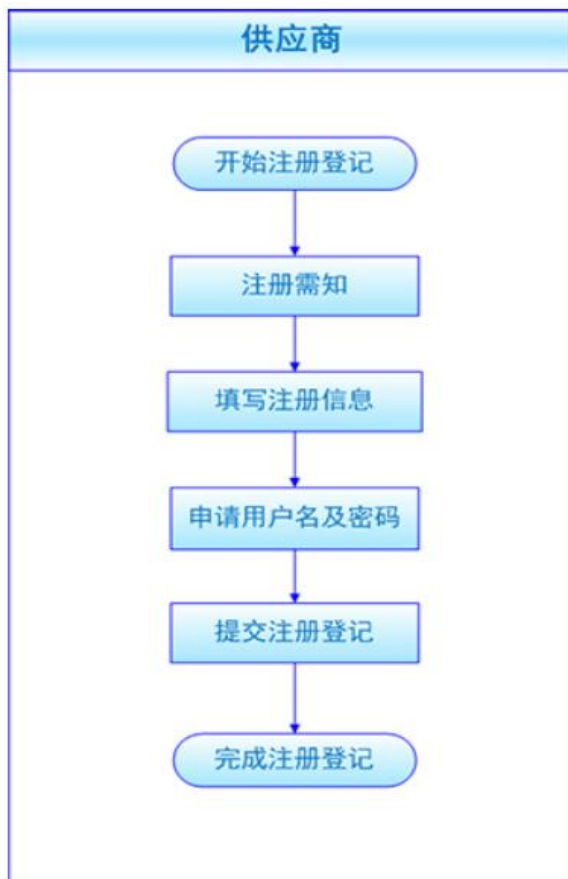 供应商
开始注册登记
注册需知
填写注册信息
申请用户名及密码
提交注册登记
完成注册登记